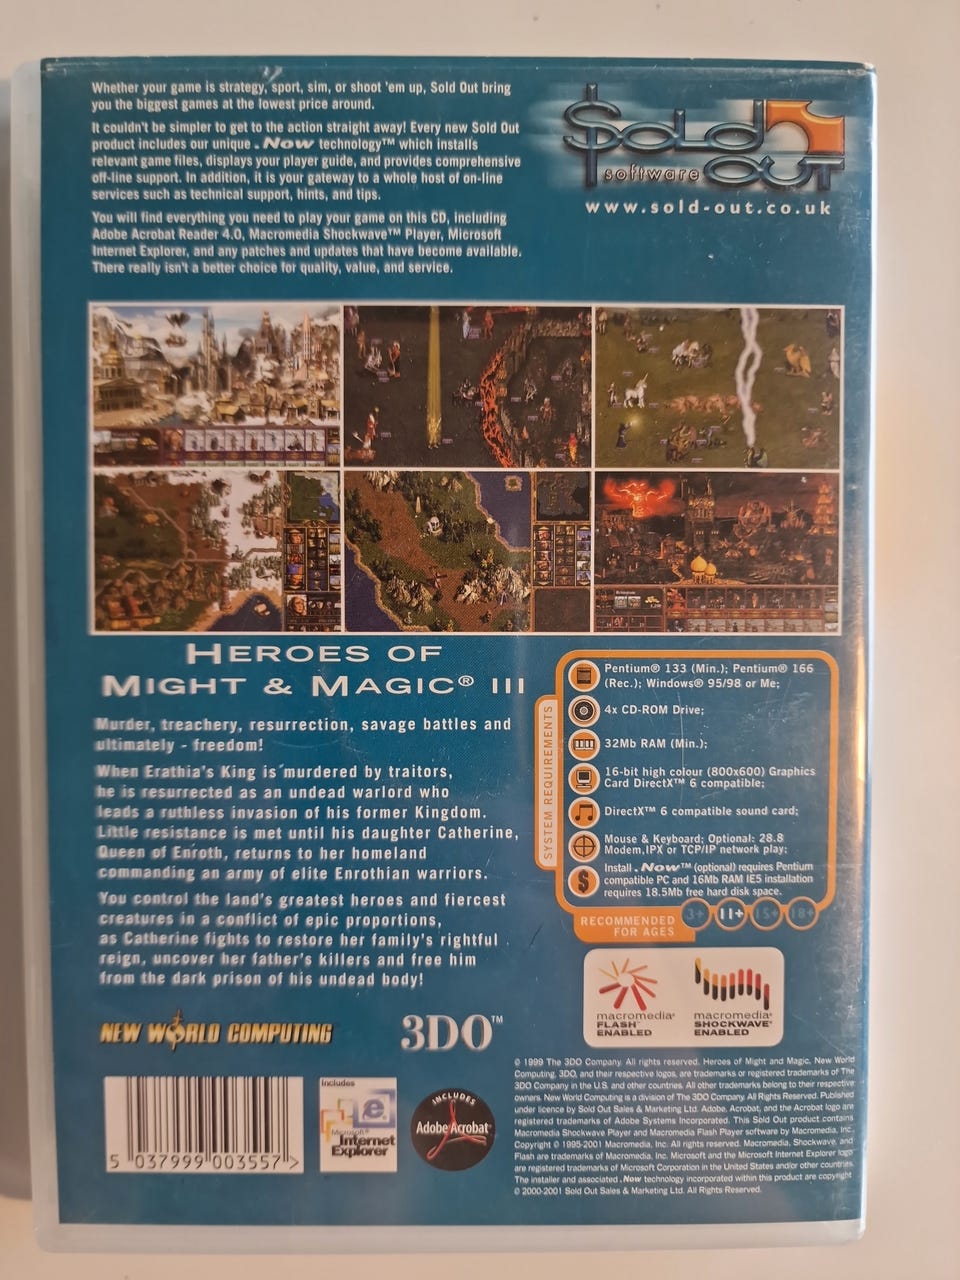 Whether your game is strategy, sport, sim, or shoot 'em up, Sold Out bring
you the biggest games at the lowest price around.
It couldn't be simpler to get to the action straight away! Every new Sold Out
product includes our unique .Now technology™ which installs
relevant game files, displays your player guide, and provides comprehensive
off-line support. In addition, it is your gateway to a whole host of on-line
services such as technical support, hints, and tips.
You will find everything you need to play your game on this CD, including
Adobe Acrobat Reader 4.0, Macromedia Shockwave™ Player, Microsoft
Internet Explorer, and any patches and updates that have become available.
There really isn't a better choice for quality, value, and service.
$old
software Out
www.sold-out.co.uk
Heroes of
Might & Magic® III
Murder, treachery, resurrection, savage battles and
ultimately - freedom!
When Erathia's King is murdered by traitors,
he is resurrected as an undead warlord who
leads a ruthless invasion of his former Kingdom.
Little resistance is met until his daughter Catherine,
Queen of Enroth, returns to her homeland
commanding an army of elite Enrothian warriors.
You control the land's greatest heroes and fiercest
creatures in a conflict of epic proportions,
as Catherine fights to restore her family's rightful
reign, uncover her father's killers and free him
from the dark prison of his undead body!
SYSTEM REQUIREMENTS
Pentium® 133 (Min.); Pentium® 166
(Rec.); Windows® 95/98 or Me;
4x CD-ROM Drive;
32Mb RAM (Min.);
16-bit high colour (800x600) Graphics
Card DirectX™ 6 compatible;
DirectX™ 6 compatible sound card;
Mouse & Keyboard; Optional: 28.8
Modem,IPX or TCP/IP network play;
Install .Now™ (optional) requires Pentium
compatible PC and 16Mb RAM IE5 installation
requires 18.5Mb free hard disk space.
RECOMMENDED
FOR AGES
3+ 11+ 15+ 18+
macromedia®
FLASH™
ENABLED
macromedia®
SHOCKWAVE®
ENABLED
NEW WORLD COMPUTING™
3DO™
5 037999 003557 >
Includes
Microsoft®
Internet
Explorer
INCLUDES
Adobe Acrobat®
© 1999 The 3DO Company. All rights reserved. Heroes of Might and Magic, New World
Computing, 3DO, and their respective logos, are trademarks or registered trademarks of The
3DO Company in the U.S. and other countries. All other trademarks belong to their respective
owners. New World Computing is a division of The 3DO Company. All Rights Reserved. Published
under licence by Sold Out Sales & Marketing Ltd. Adobe, Acrobat, and the Acrobat logo are
registered trademarks of Adobe Systems Incorporated. This Sold Out product contains
Macromedia Shockwave Player and Macromedia Flash Player software by Macromedia, Inc.
Copyright © 1995-2001 Macromedia, Inc. All rights reserved. Macromedia, Shockwave, and
Flash are trademarks of Macromedia, Inc. Microsoft and the Microsoft Internet Explorer logo
are registered trademarks of Microsoft Corporation in the United States and/or other countries.
The installer and associated .Now technology incorporated within this product are copyright
© 2000-2001 Sold Out Sales & Marketing Ltd. All Rights Reserved.